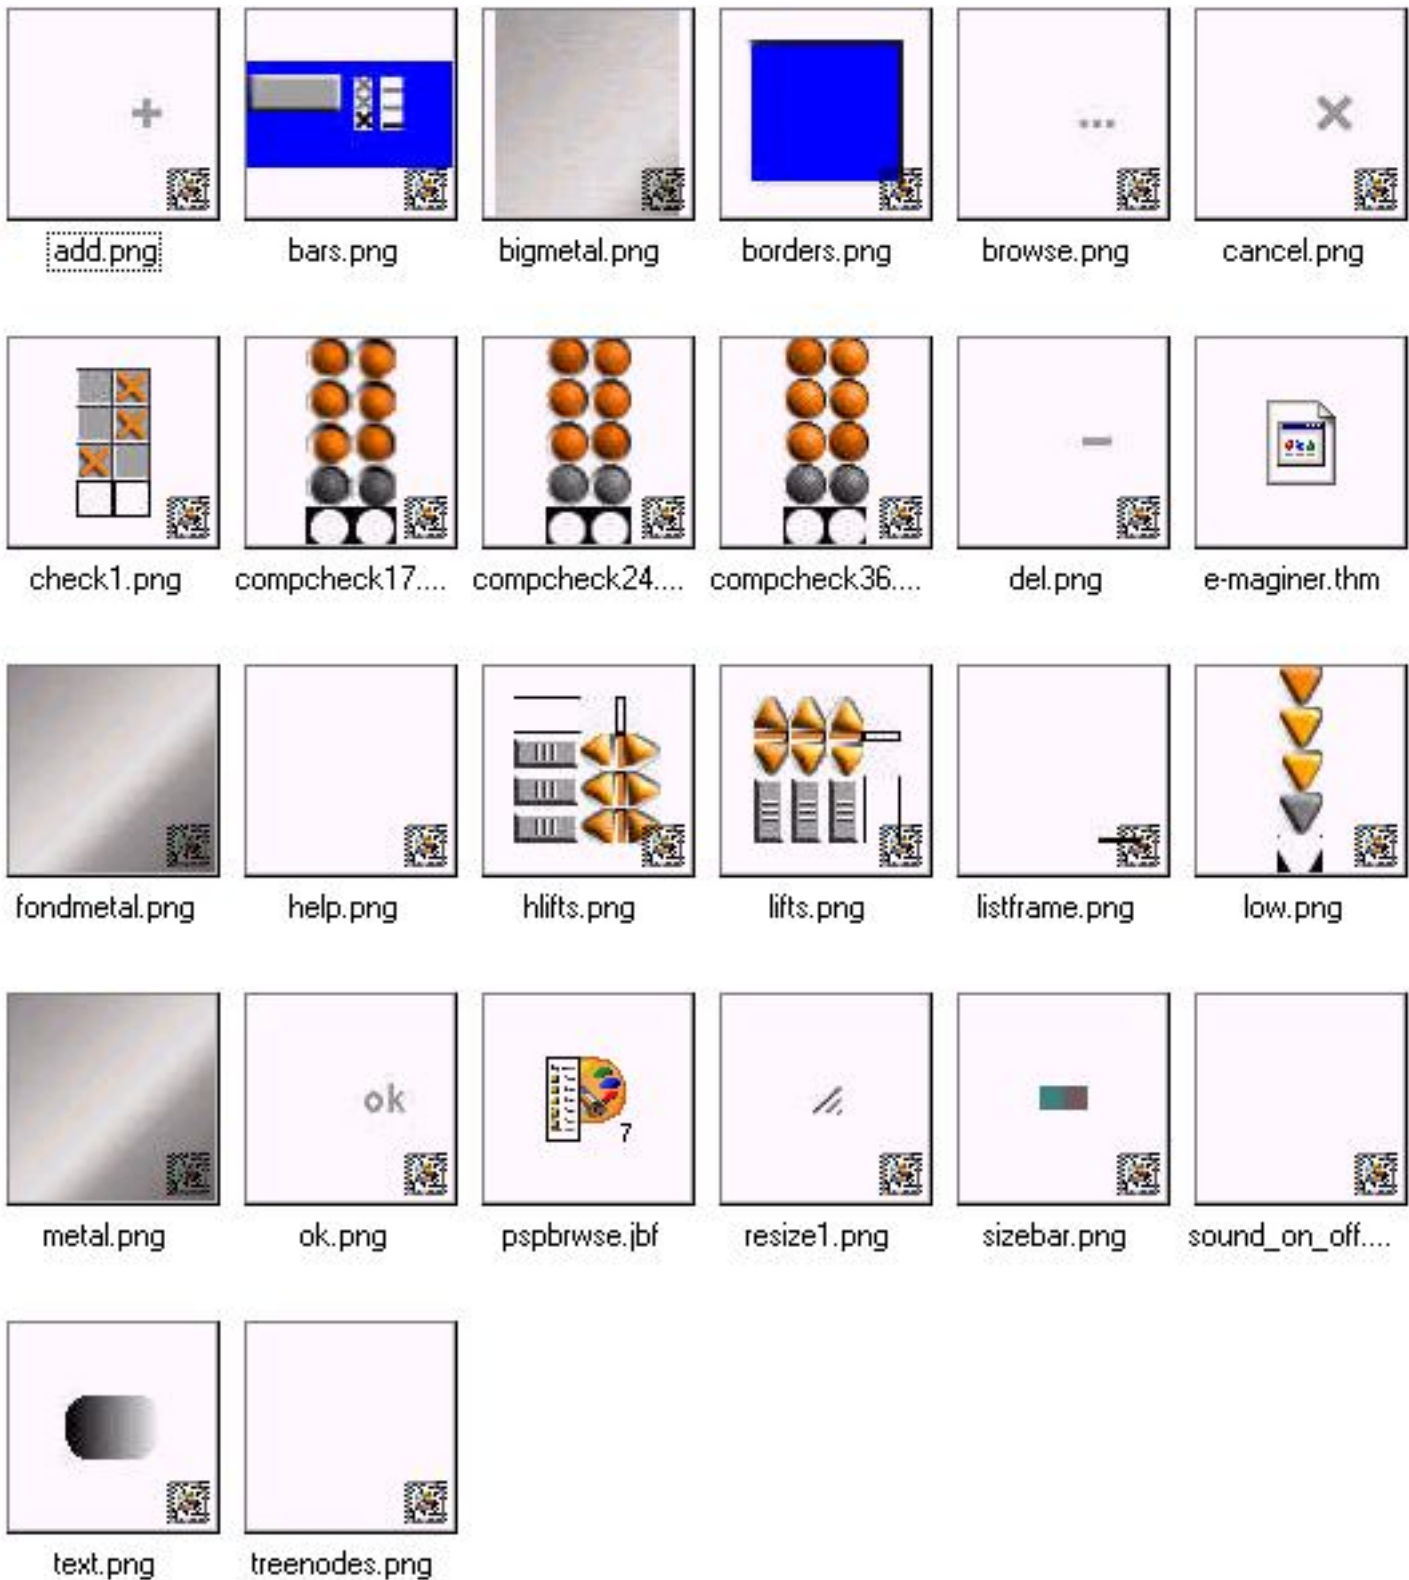 add.png bars.png bigmetal.png borders.png browse.png cancel.png
check1.png compcheck17.... compcheck24.... compcheck36.... del.png e-maginer.thm
fondmetal.png help.png hlifts.png lifts.png listframe.png low.png
ok
7
metal.png ok.png pspbrwse.jbf resize1.png sizebar.png sound_on_off....
text.png treenodes.png